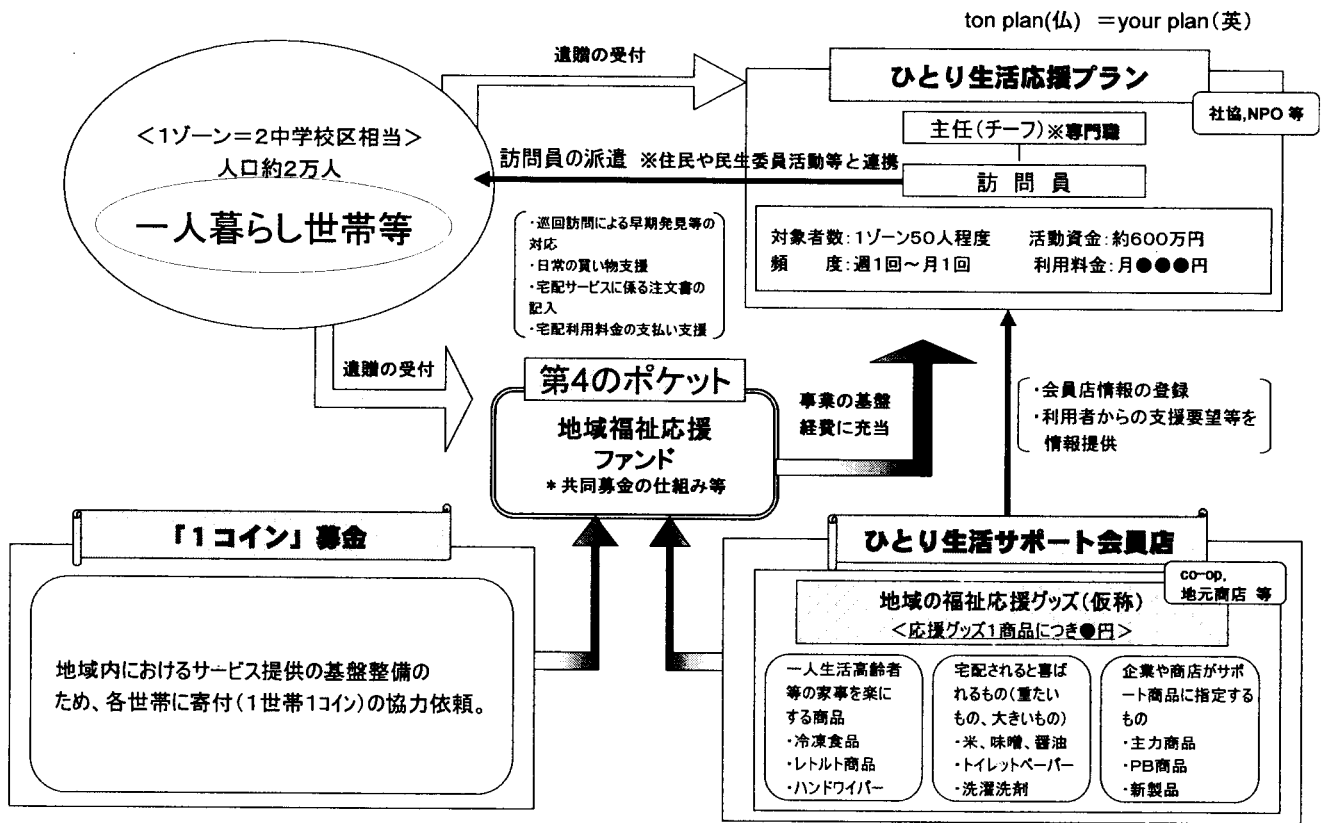 ton plan(仏) =your plan(英)
遺贈の受付
ひとり生活応援プラン
社協,NPO 等
主任(チーフ)※専門職
訪問員
<1ゾーン=2中学校区相当>
人口約2万人
一人暮らし世帯等
訪問員の派遣 ※住民や民生委員活動等と連携
・巡回訪問による早期発見等の
対応
・日常の買い物支援
・宅配サービスに係る注文書の
記入
・宅配利用料金の支払い支援
対象者数:1ゾーン50人程度 活動資金:約600万円
頻 度:週1回~月1回 利用料金:月●●●円
遺贈の受付
第4のポケット
地域福祉応援
ファンド
*共同募金の仕組み等
事業の基盤
経費に充当
・会員店情報の登録
・利用者からの支援要望等を
情報提供
「1コイン」募金
地域内におけるサービス提供の基盤整備の
ため、各世帯に寄付(1世帯1コイン)の協力依頼。
ひとり生活サポート会員店
co-op,
地元商店 等
地域の福祉応援グッズ(仮称)
<応援グッズ1商品につき●円>
一人生活高齢者
等の家事を楽に
する商品
・冷凍食品
・レトルト商品
・ハンドワイパー
宅配されると喜ば
れるもの(重たい
もの、大きいもの)
・米、味噌、醤油
・トイレットペーパー
・洗濯洗剤
企業や商店がサポ
ート商品に指定する
もの
・主力商品
・PB商品
・新製品